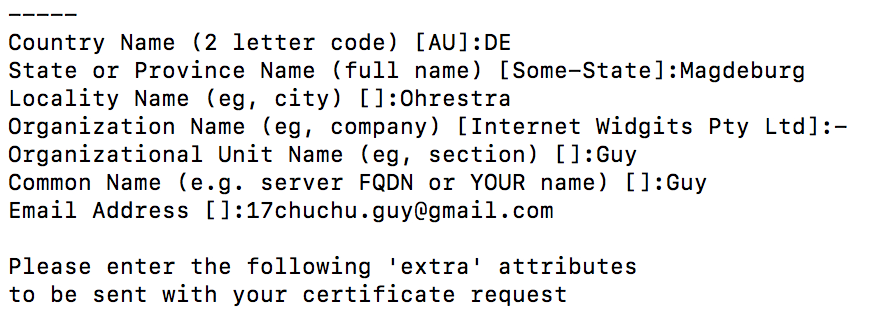 -----
Country Name (2 letter code) [AU]:DE
State or Province Name (full name) [Some-State]:Magdeburg
Locality Name (eg, city) []:Ohrestra
Organization Name (eg, company) [Internet Widgits Pty Ltd]:-
Organizational Unit Name (eg, section) []:Guy
Common Name (e.g. server FQDN or YOUR name) []:Guy
Email Address []:17chuchu.guy@gmail.com
Please enter the following 'extra' attributes
to be sent with your certificate request